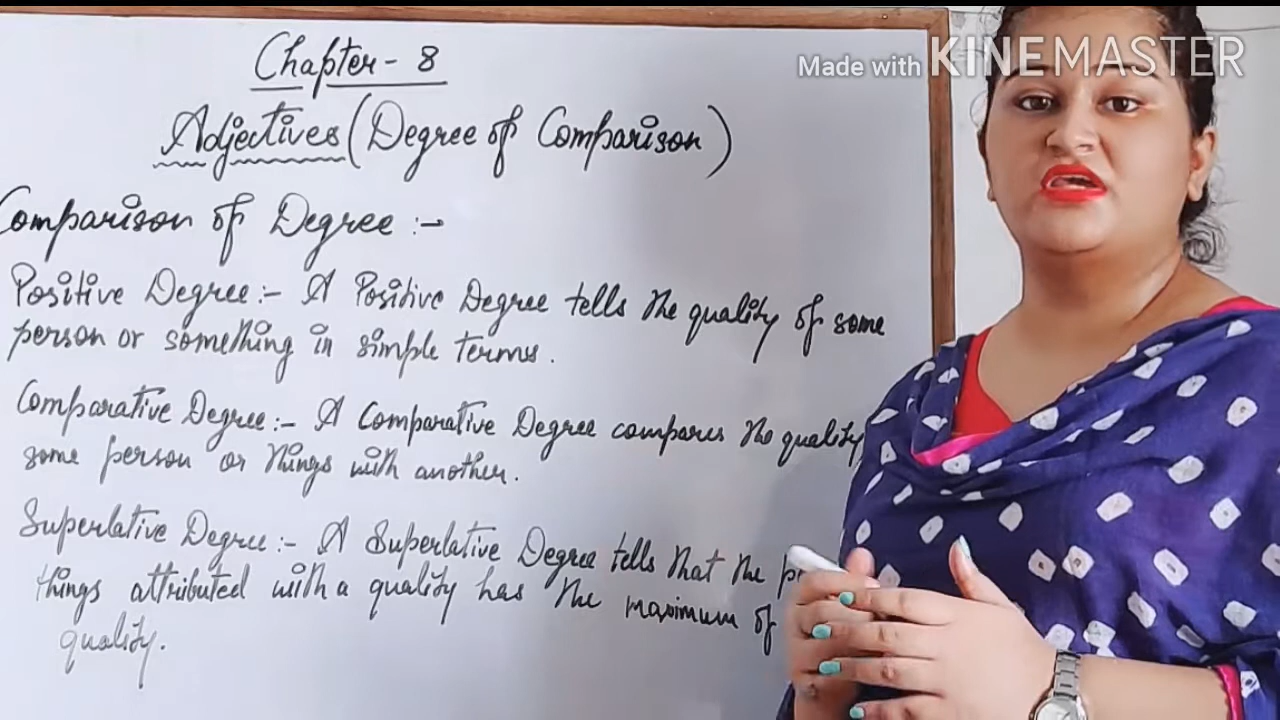 Chapter - 8
Made with KINEMASTER
Adjectives (Degree of Comparison)
Comparison of Degree :-
Positive Degree :- A Positive Degree tells the quality of some
person or something in simple terms.
Comparative Degree :- A Comparative Degree compares the quality
some person or things with another.
Superlative Degree :- A Superlative Degree tells that the
things attributed with a quality has the maximum of
quality.